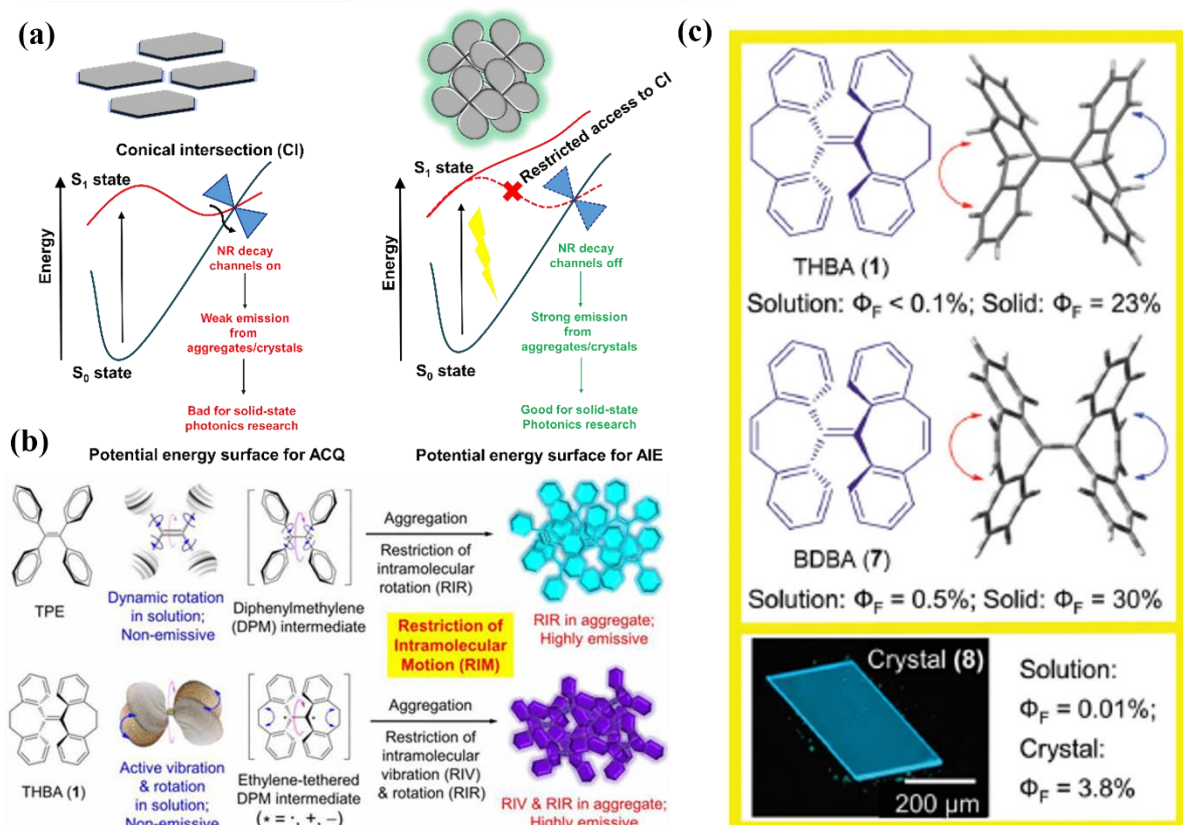 (a)
Conical intersection (CI)
S1 state
Energy
S0 state
NR decay
channels on
Weak emission
from
aggregates/crystals
Bad for solid-state
photonics research
Restricted access to CI
S1 state
Energy
S0 state
NR decay
channels off
Strong emission
from
aggregates/crystals
Good for solid-state
Photonics research
Potential energy surface for ACQ
Potential energy surface for AIE
(b)
TPE
Dynamic rotation
in solution;
Non-emissive
Diphenylmethylene
(DPM) intermediate
Aggregation
Restriction of
intramolecular
rotation (RIR)
RIR in aggregate;
Highly emissive
Restriction of
Intramolecular
Motion (RIM)
THBA (1)
Active vibration
& rotation
in solution;
Non-emissive
Ethylene-tethered
DPM intermediate
(* = ·, +, −)
Aggregation
Restriction of
intramolecular
vibration (RIV)
& rotation (RIR)
RIV & RIR in aggregate;
Highly emissive
(c)
THBA (1)
Solution: ΦF < 0.1%; Solid: ΦF = 23%
BDBA (7)
Solution: ΦF = 0.5%; Solid: ΦF = 30%
Crystal (8)
200 µm
Solution:
ΦF = 0.01%;
Crystal:
ΦF = 3.8%